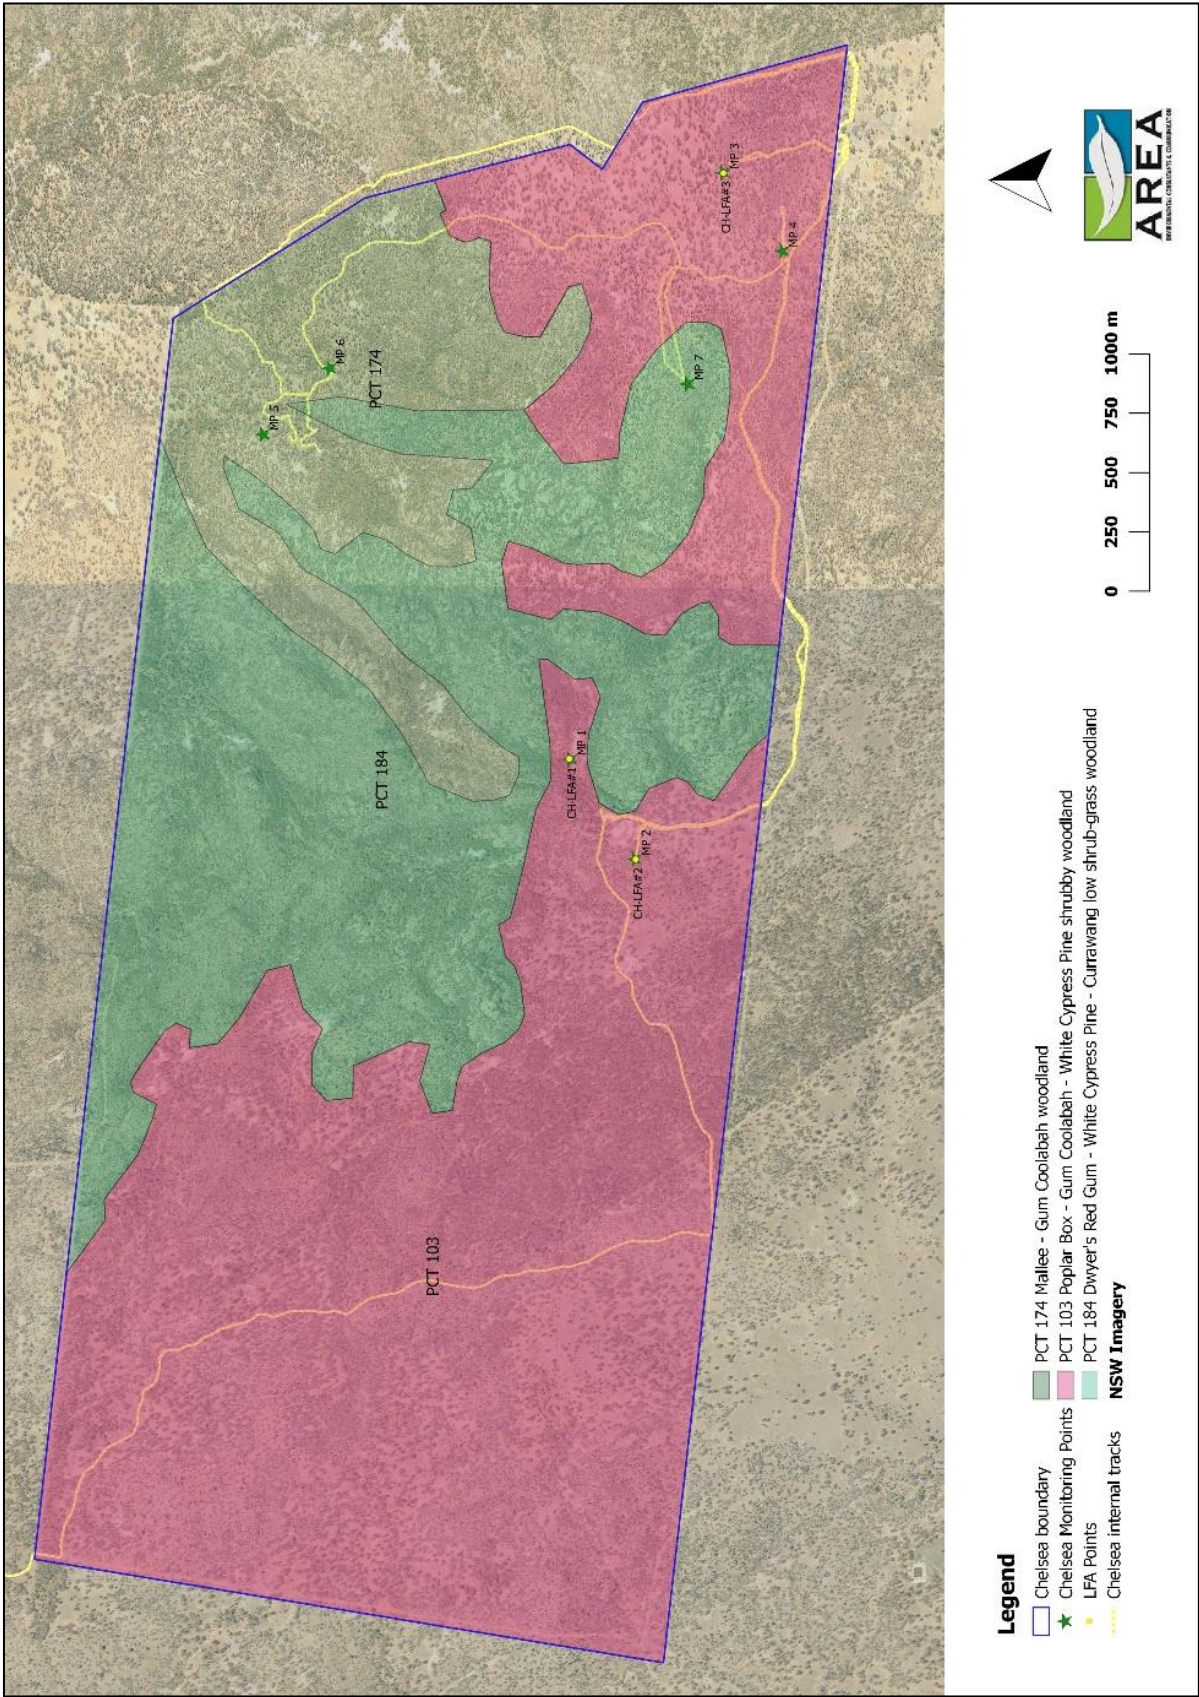 PCT 103
PCT 184
PCT 174
CH-LFA#2
MP 2
CH-LFA#1
MP 1
MP 5
MP 6
MP 7
MP 4
CH-LFA#3
MP 3
Legend
Chelsea boundary
Chelsea Monitoring Points
LFA Points
Chelsea internal tracks
PCT 174 Mallee - Gum Coolabah woodland
PCT 103 Poplar Box - Gum Coolabah - White Cypress Pine shrubby woodland
PCT 184 Dwyer's Red Gum - White Cypress Pine - Currawang low shrub-grass woodland
NSW Imagery
0 250 500 750 1000 m
AREA
ENVIRONMENTAL CONSULTANTS & COMMUNICATION